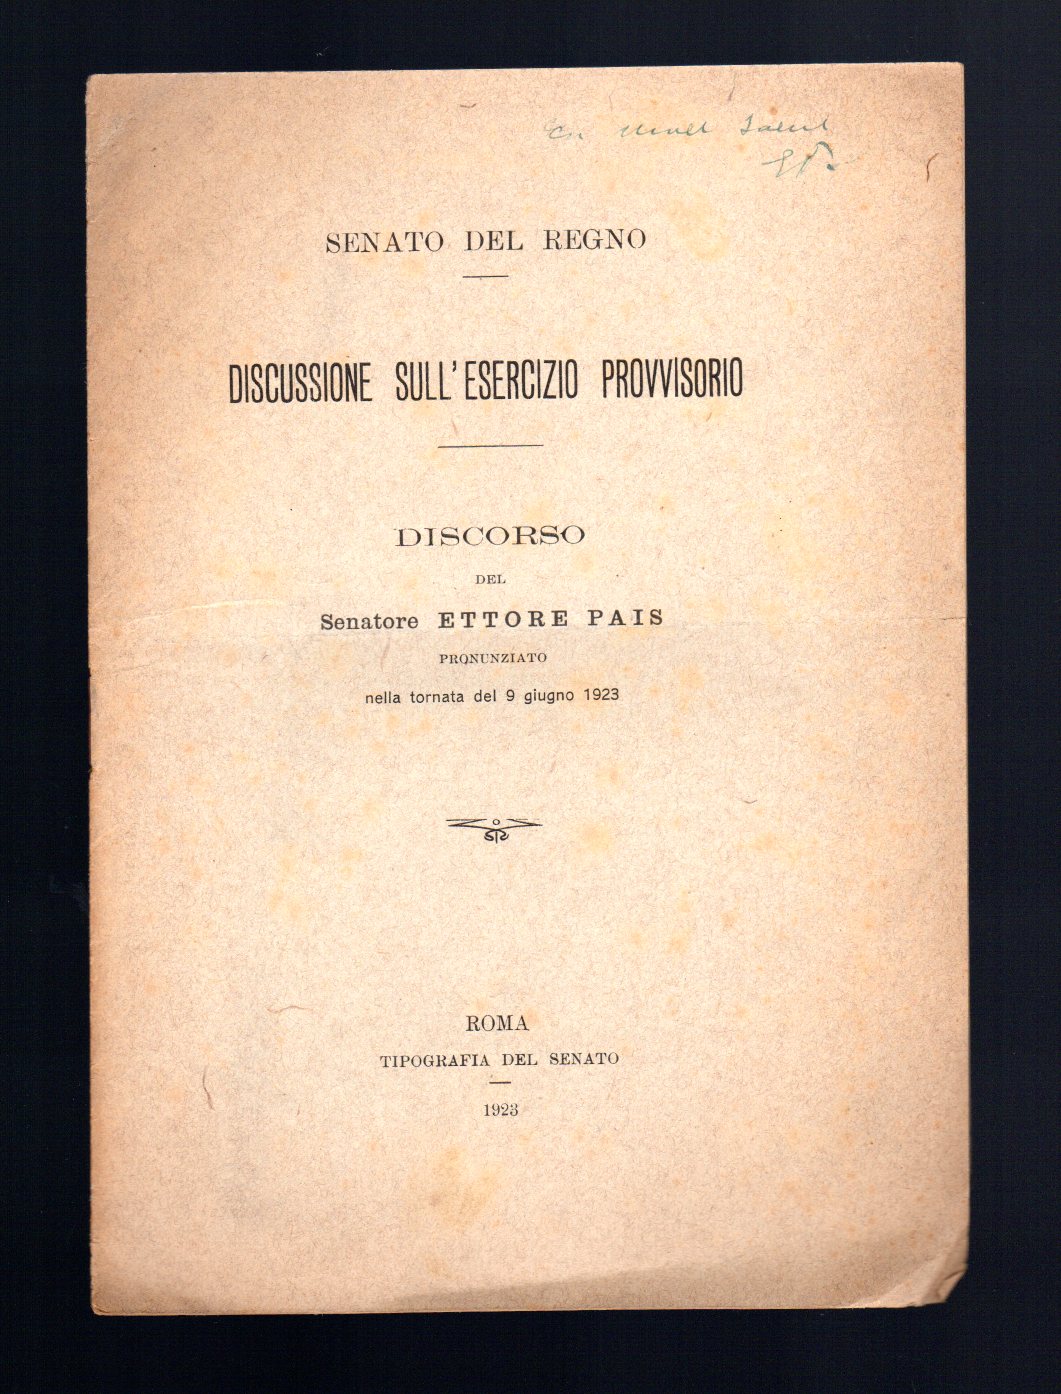 SENATO DEL REGNO
DISCUSSIONE SULL'ESERCIZIO PROVVISORIO
DISCORSO
DEL
Senatore ETTORE PAIS
PRONUNZIATO
nella tornata del 9 giugno 1923
ROMA
TIPOGRAFIA DEL SENATO
1923